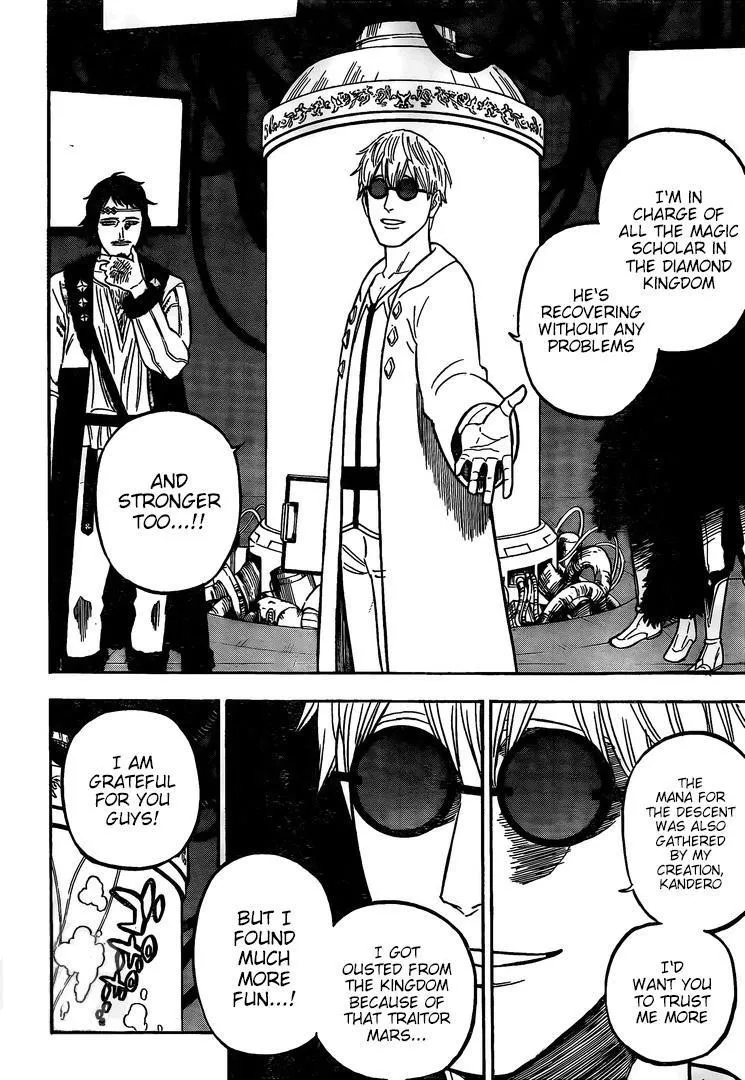 I'M IN
CHARGE OF
ALL THE MAGIC
SCHOLAR IN
THE DIAMOND
KINGDOM
HE'S
RECOVERING
WITHOUT ANY
PROBLEMS
AND
STRONGER
TOO...!!
THE
MANA FOR
THE DESCENT
WAS ALSO
GATHERED
BY MY
CREATION,
KANDERO
I'D
WANT YOU
TO TRUST
ME MORE
I GOT
OUSTED FROM
THE KINGDOM
BECAUSE OF
THAT TRAITOR
MARS...
BUT I
FOUND
MUCH
MORE
FUN...!
I AM
GRATEFUL
FOR YOU
GUYS!